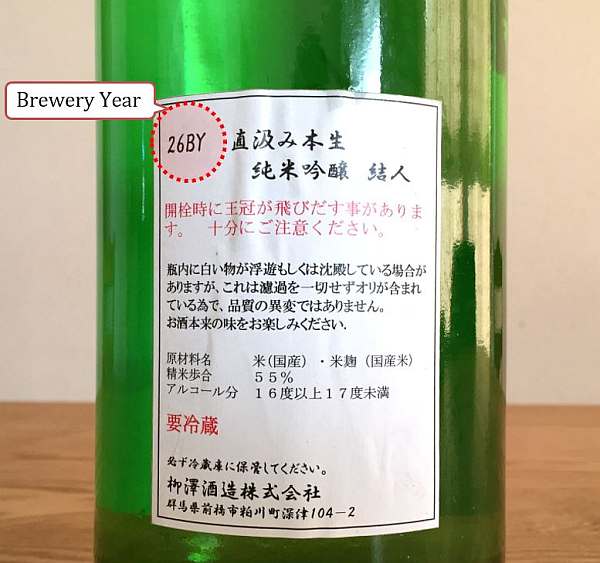 Brewery Year
26BY 直汲み本生
純米吟醸 結人
開栓時に王冠が飛びだす事がありま
す。 十分にご注意ください。
瓶内に白い物が浮遊もしくは沈殿している場合が
ありますが、これは濾過を一切せずオリが含まれ
ている為で、品質の異変ではありません。
お酒本来の味をお楽しみください.
原材料名 米(国産)・米麹(国産米)
精米歩合 55%
アルコール分 16度以上17度未満
要冷蔵
必ず冷蔵庫に保管してください。
柳澤酒造株式会社
群馬県前橋市粕川町深津104-2